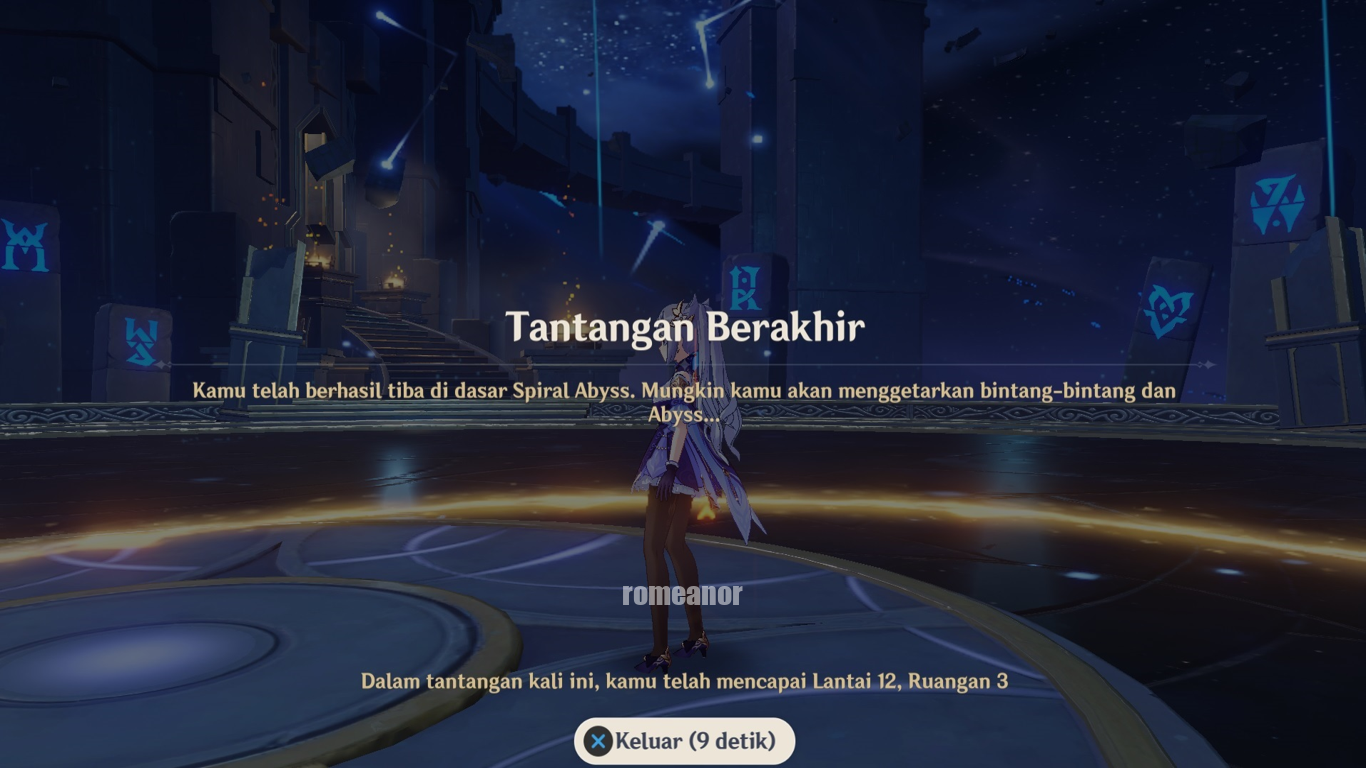 Tantangan Berakhir
Kamu telah berhasil tiba di dasar Spiral Abyss. Mungkin kamu akan menggetarkan bintang-bintang dan
Abyss...
romeanor
Dalam tantangan kali ini, kamu telah mencapai Lantai 12, Ruangan 3
Keluar (9 detik)